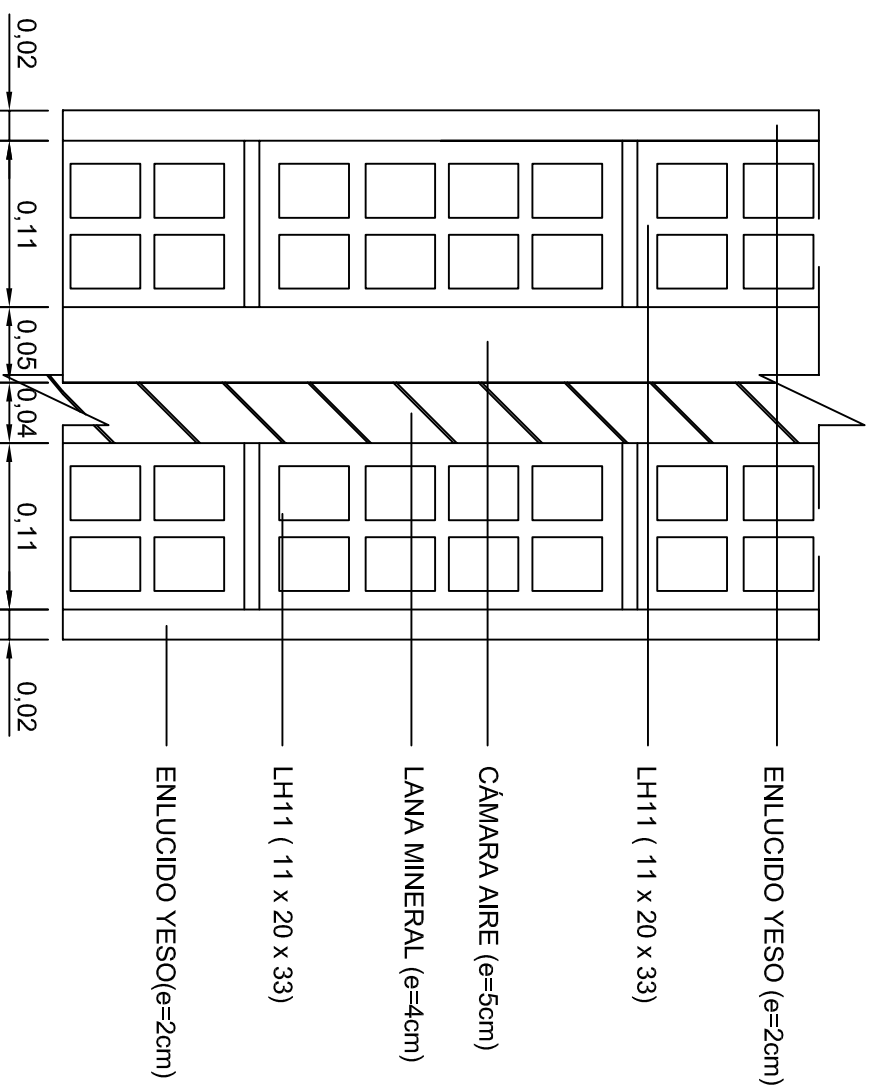 ENLUCIDO YESO (e=2cm)
LH11 ( 11 x 20 x 33)
CÁMARA AIRE (e=5cm)
LANA MINERAL (e=4cm)
LH11 ( 11 x 20 x 33)
ENLUCIDO YESO(e=2cm)
0,02
0,11
0,05
0,04
0,11
0,02